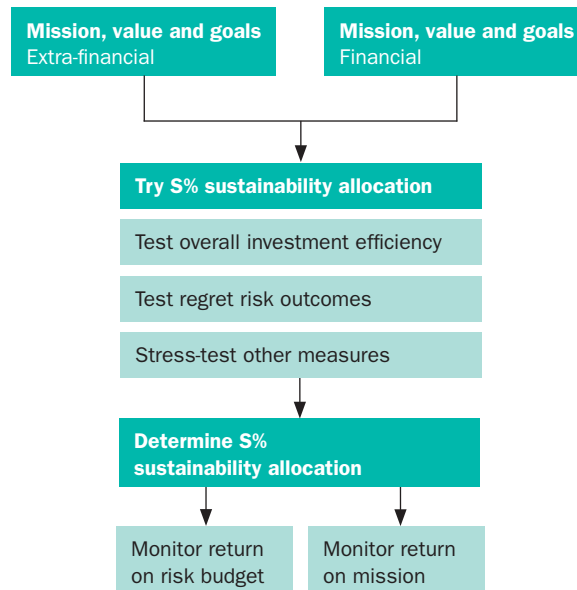 Mission, value and goals
Extra-financial
Mission, value and goals
Financial
Try S% sustainability allocation
Test overall investment efficiency
Test regret risk outcomes
Stress-test other measures
Determine S%
sustainability allocation
Monitor return
on risk budget
Monitor return
on mission